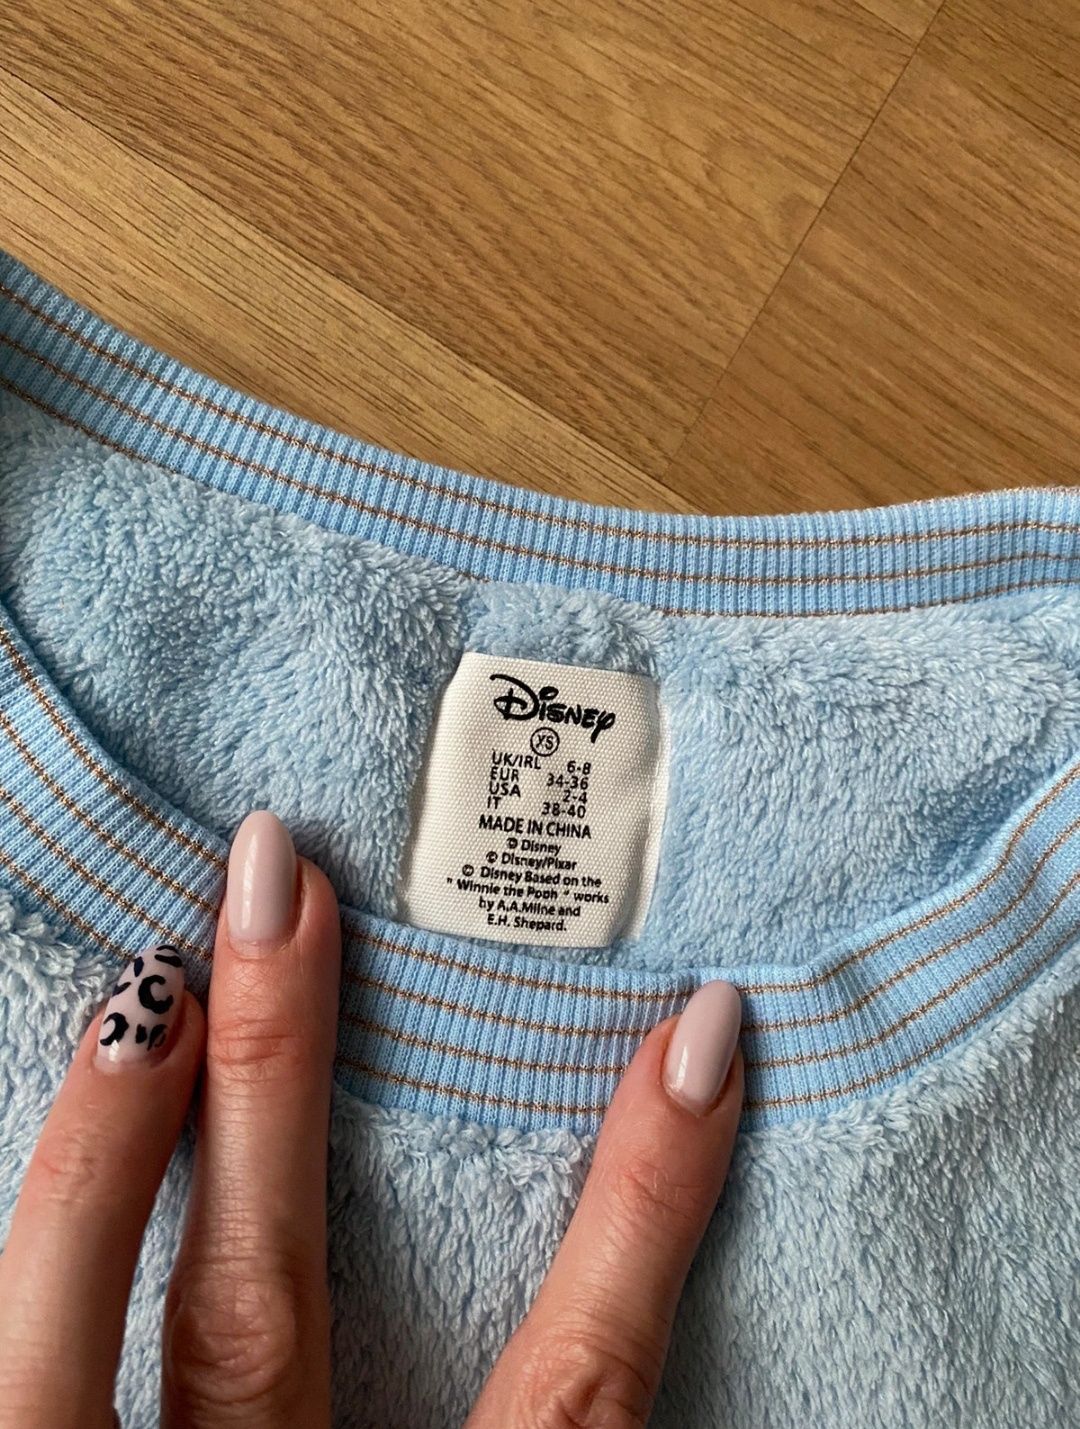 Disney
XS
UK/IRL 6-8
EUR 34-36
USA 2-4
IT 38-40
MADE IN CHINA
© Disney
© Disney/Pixar
© Disney Based on the
" Winnie the Pooh " works
by A.A.Milne and
E.H. Shepard.